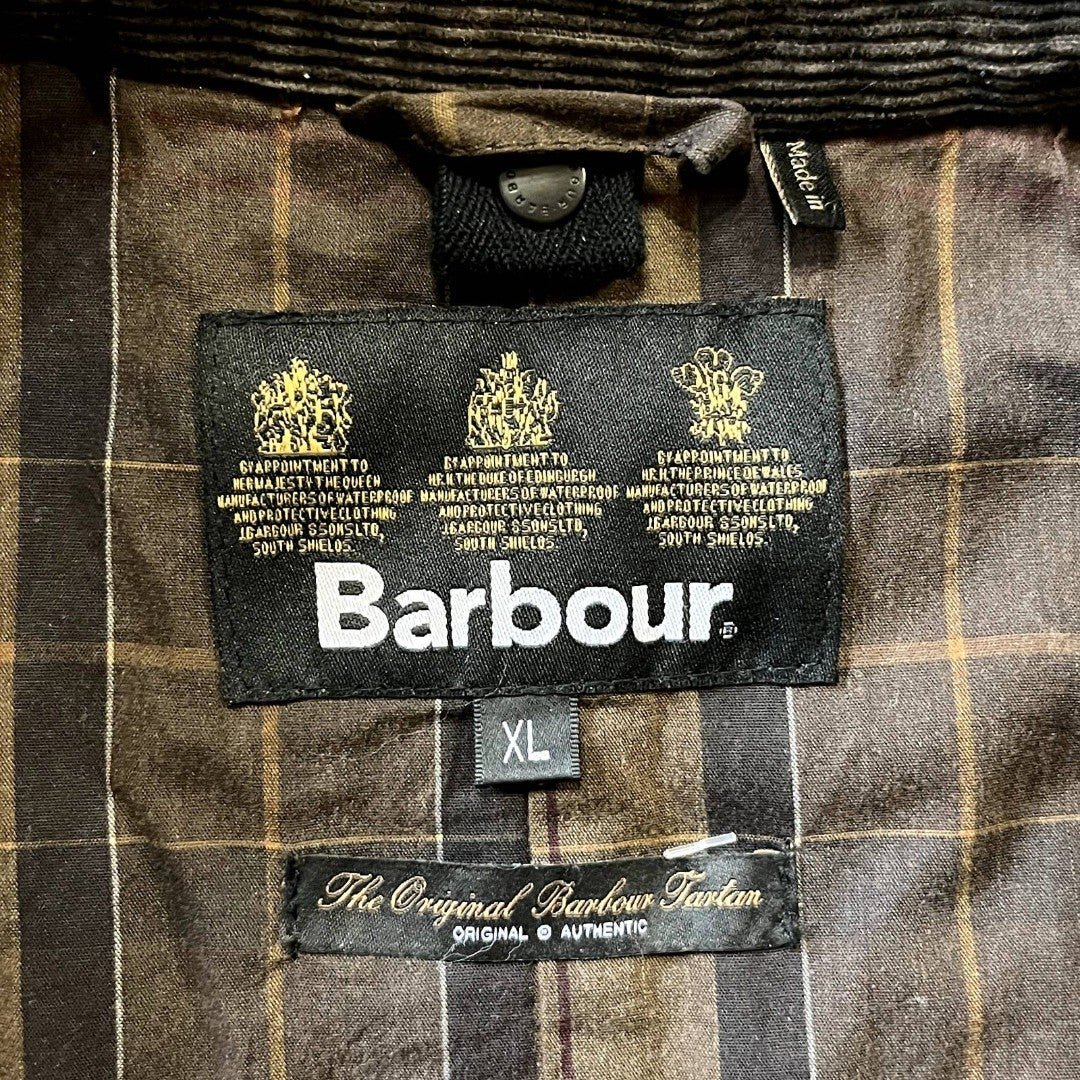 BARBOUR
Made in
BY APPOINTMENT TO
HER MAJESTY THE QUEEN
MANUFACTURERS OF WATERPROOF
AND PROTECTIVE CLOTHING
J.BARBOUR & SONS LTD,
SOUTH SHIELDS.
BY APPOINTMENT TO
H.R.H. THE DUKE OF EDINBURGH
MANUFACTURERS OF WATERPROOF
AND PROTECTIVE CLOTHING
J.BARBOUR & SONS LTD,
SOUTH SHIELDS.
BY APPOINTMENT TO
H.R.H. THE PRINCE OF WALES
MANUFACTURERS OF WATERPROOF
AND PROTECTIVE CLOTHING
J.BARBOUR & SONS LTD,
SOUTH SHIELDS.
Barbour®
XL
The Original Barbour Tartan
ORIGINAL & AUTHENTIC